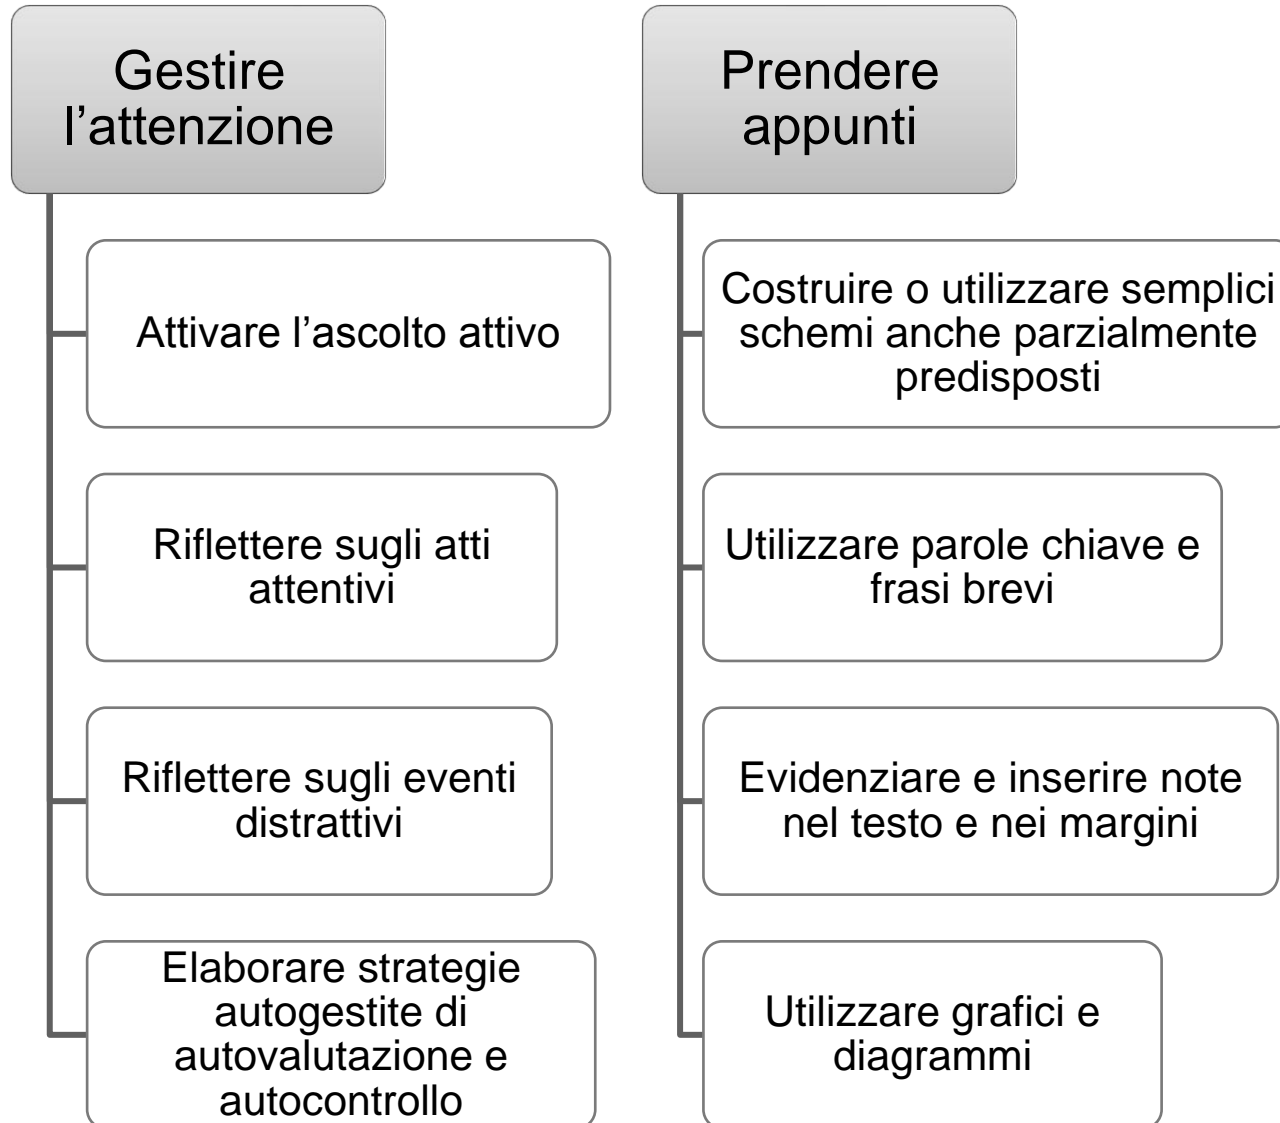 Gestire
l’attenzione
Attivare l’ascolto attivo
Riflettere sugli atti
attentivi
Riflettere sugli eventi
distrattivi
Elaborare strategie
autogestite di
autovalutazione e
autocontrollo
Prendere
appunti
Costruire o utilizzare semplici
schemi anche parzialmente
predisposti
Utilizzare parole chiave e
frasi brevi
Evidenziare e inserire note
nel testo e nei margini
Utilizzare grafici e
diagrammi